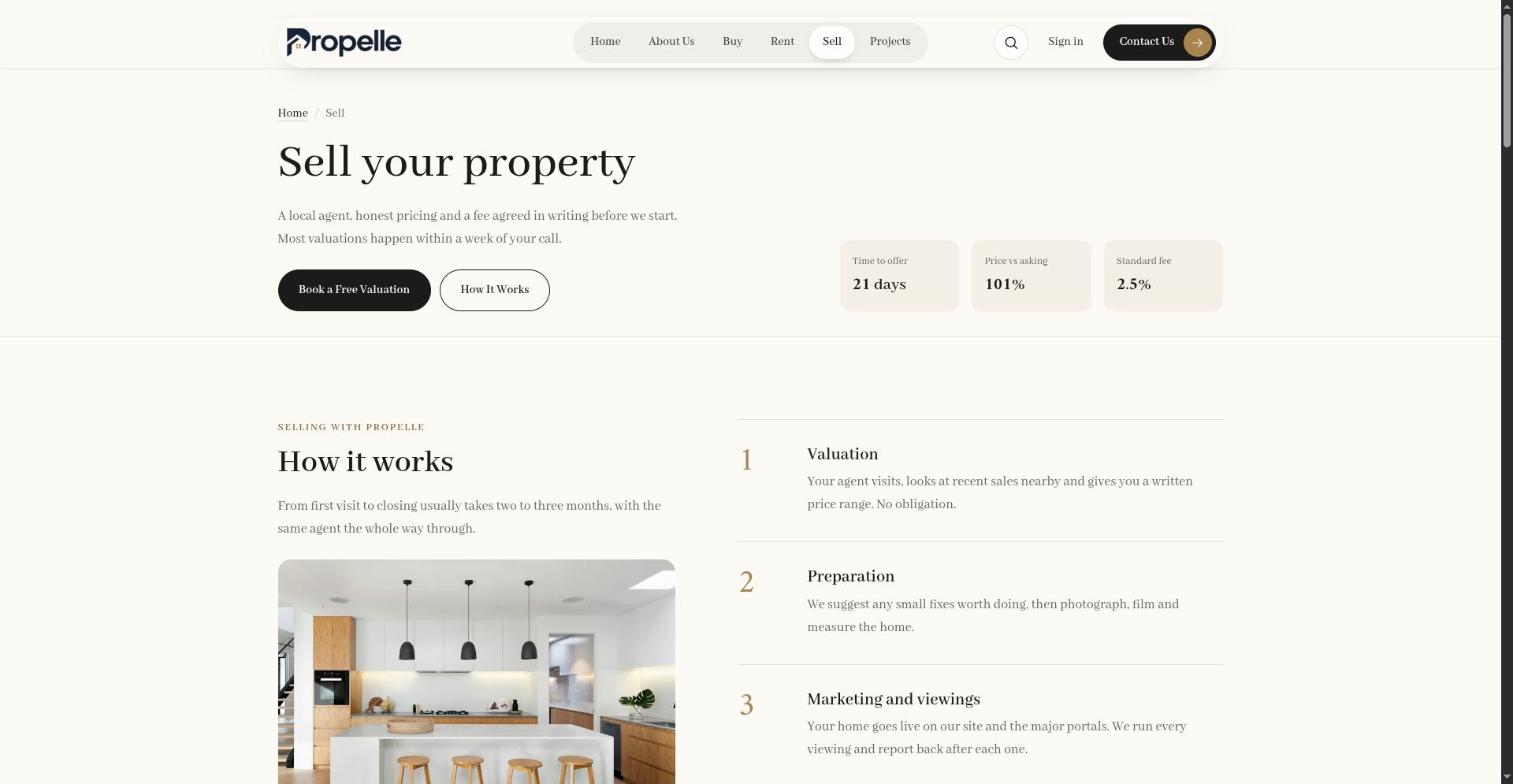 Propelle
Home
About Us
Buy
Rent
Sell
Projects
Sign in
Contact Us
Home / Sell
Sell your property
A local agent, honest pricing and a fee agreed in writing before we start.
Most valuations happen within a week of your call.
Book a Free Valuation
How It Works
Time to offer
21 days
Price vs asking
101%
Standard fee
2.5%
SELLING WITH PROPELLE
How it works
From first visit to closing usually takes two to three months, with the
same agent the whole way through.
1
Valuation
Your agent visits, looks at recent sales nearby and gives you a written
price range. No obligation.
2
Preparation
We suggest any small fixes worth doing, then photograph, film and
measure the home.
3
Marketing and viewings
Your home goes live on our site and the major portals. We run every
viewing and report back after each one.